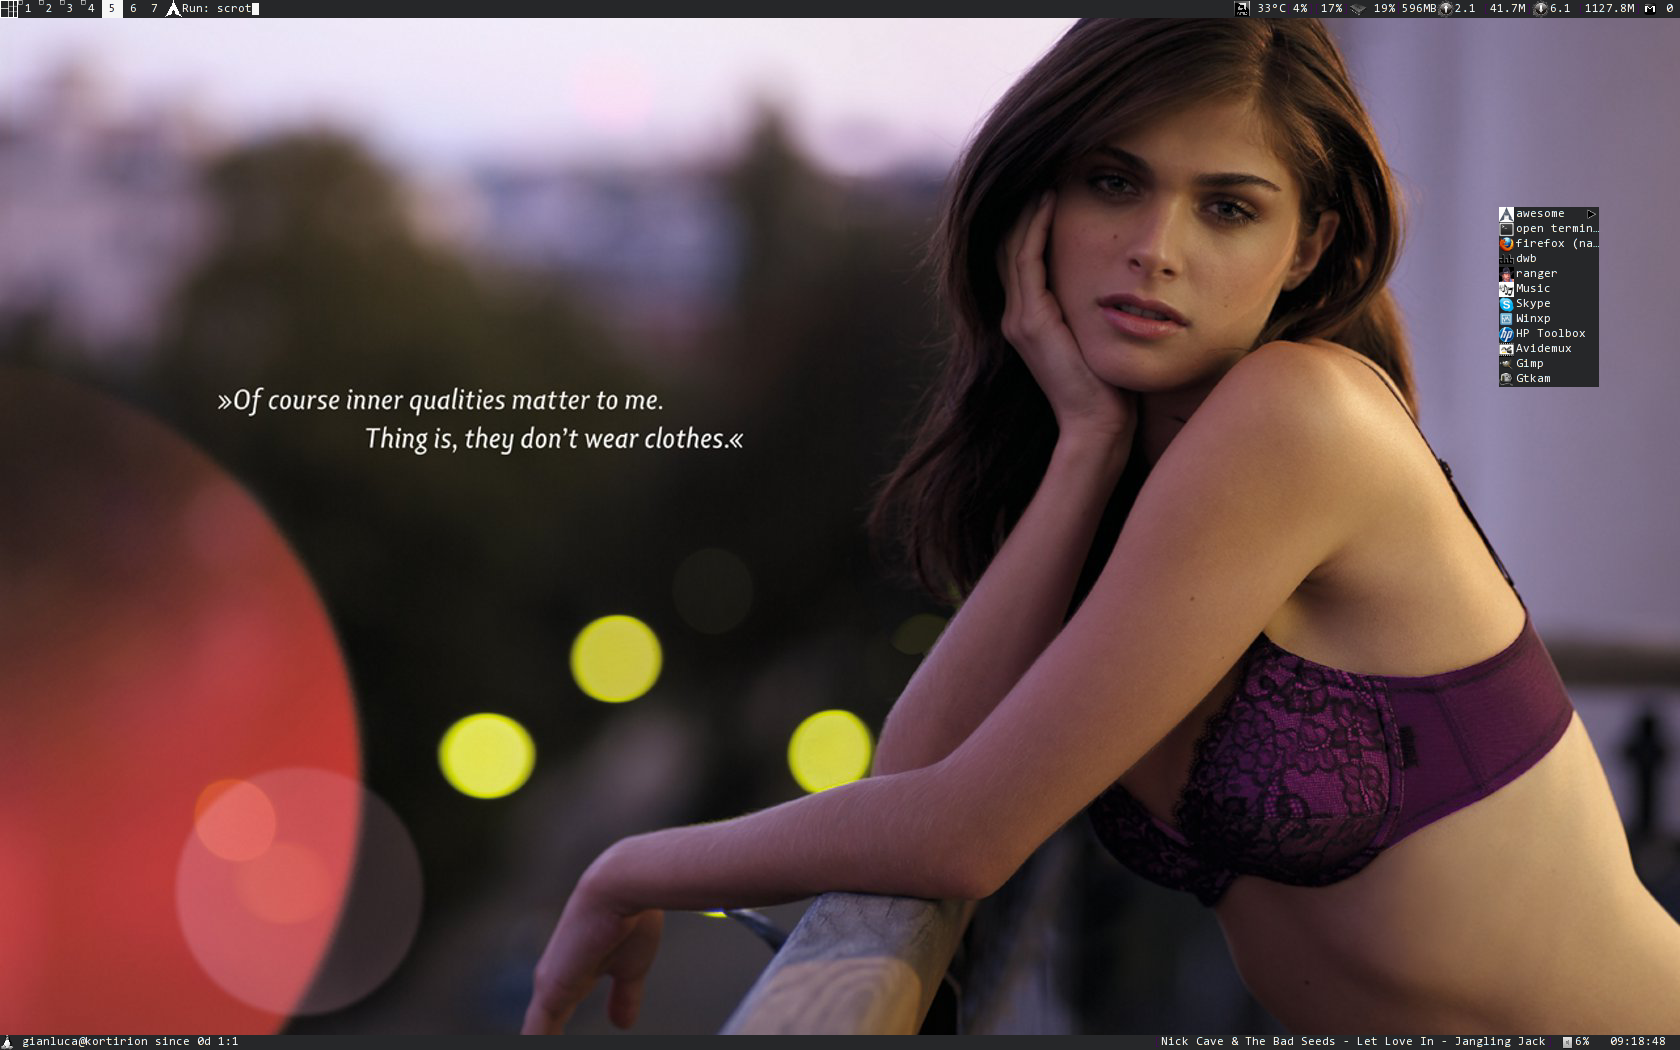 1 2 3 4 5 6 7 Run: scrot 33°C 4% 17% 19% 596MB 2.1 41.7M 6.1 1127.8M 0
awesome
open termin…
firefox (na…
dwb
ranger
Music
Skype
Winxp
HP Toolbox
Avidemux
Gimp
Gtkam
»Of course inner qualities matter to me.
Thing is, they don’t wear clothes.«
gianluca@kortirion since 0d 1:1 Nick Cave & The Bad Seeds - Let Love In - Jangling Jack 6% 09:18:48